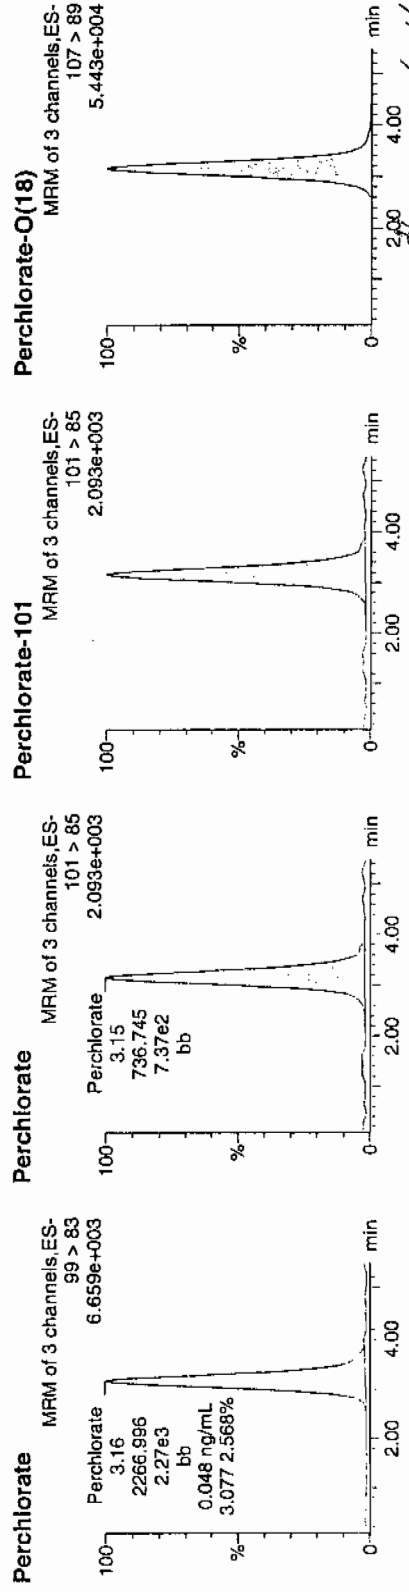 Perchlorate
MRM of 3 channels,ES-
99 > 83
6.659e+003
100
Perchlorate
3.16
2266.996
2.27e3
bb
0.048 ng/mL
3.077 2.568%
%
0
2.00
4.00
min
Perchlorate
MRM of 3 channels,ES-
101 > 85
2.093e+003
100
Perchlorate
3.15
736.745
7.37e2
bb
%
0
2.00
4.00
min
Perchlorate-101
MRM of 3 channels,ES-
101 > 85
2.093e+003
100
%
0
2.00
4.00
min
Perchlorate-O(18)
MRM of 3 channels,ES-
107 > 89
5.443e+004
100
%
0
2.00
4.00
min